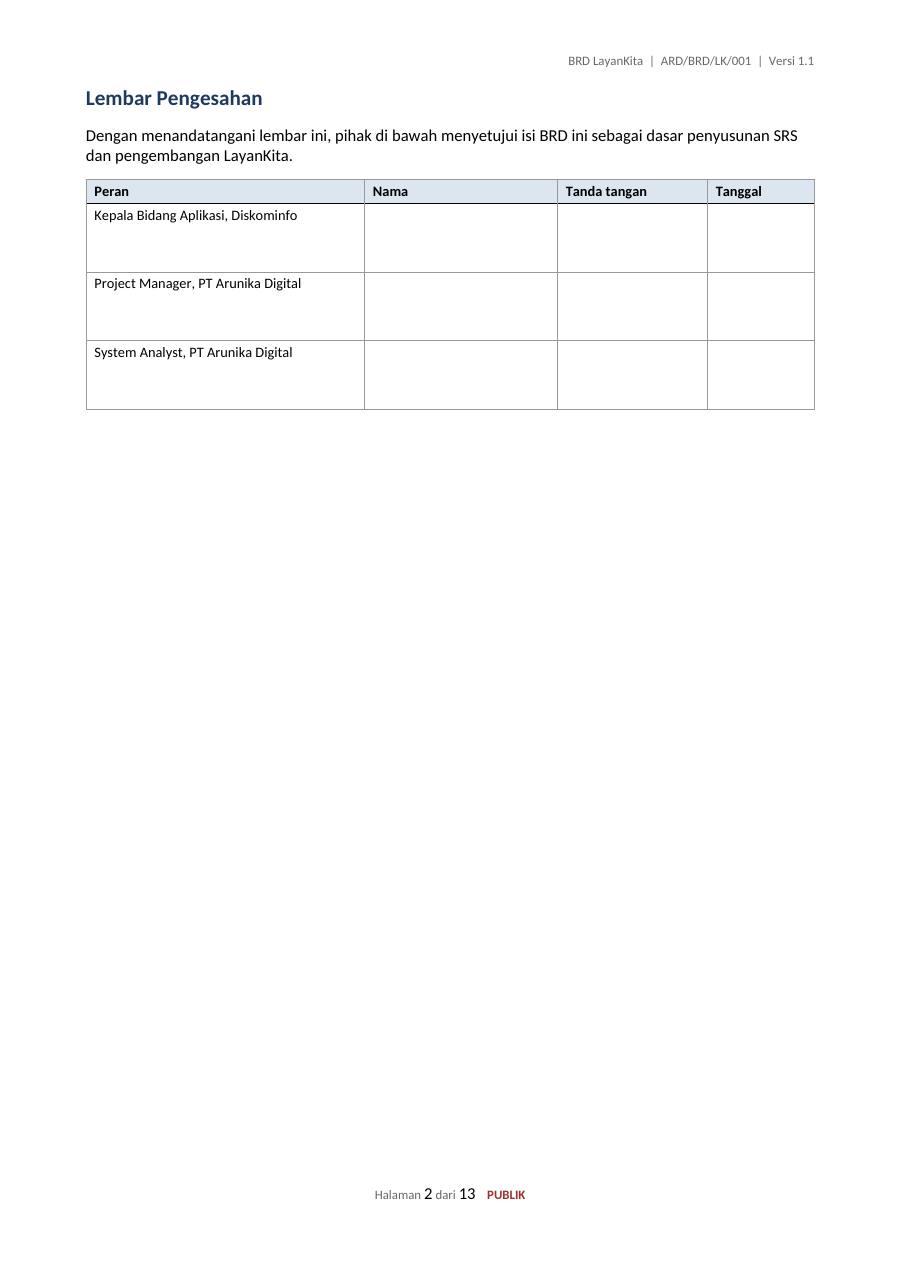 BRD LayanKita | ARD/BRD/LK/001 | Versi 1.1
Lembar Pengesahan
Dengan menandatangani lembar ini, pihak di bawah menyetujui isi BRD ini sebagai dasar penyusunan SRS
dan pengembangan LayanKita.
Peran Nama Tanda tangan Tanggal
Kepala Bidang Aplikasi, Diskominfo
Project Manager, PT Arunika Digital
System Analyst, PT Arunika Digital
Halaman 2 dari 13 PUBLIK